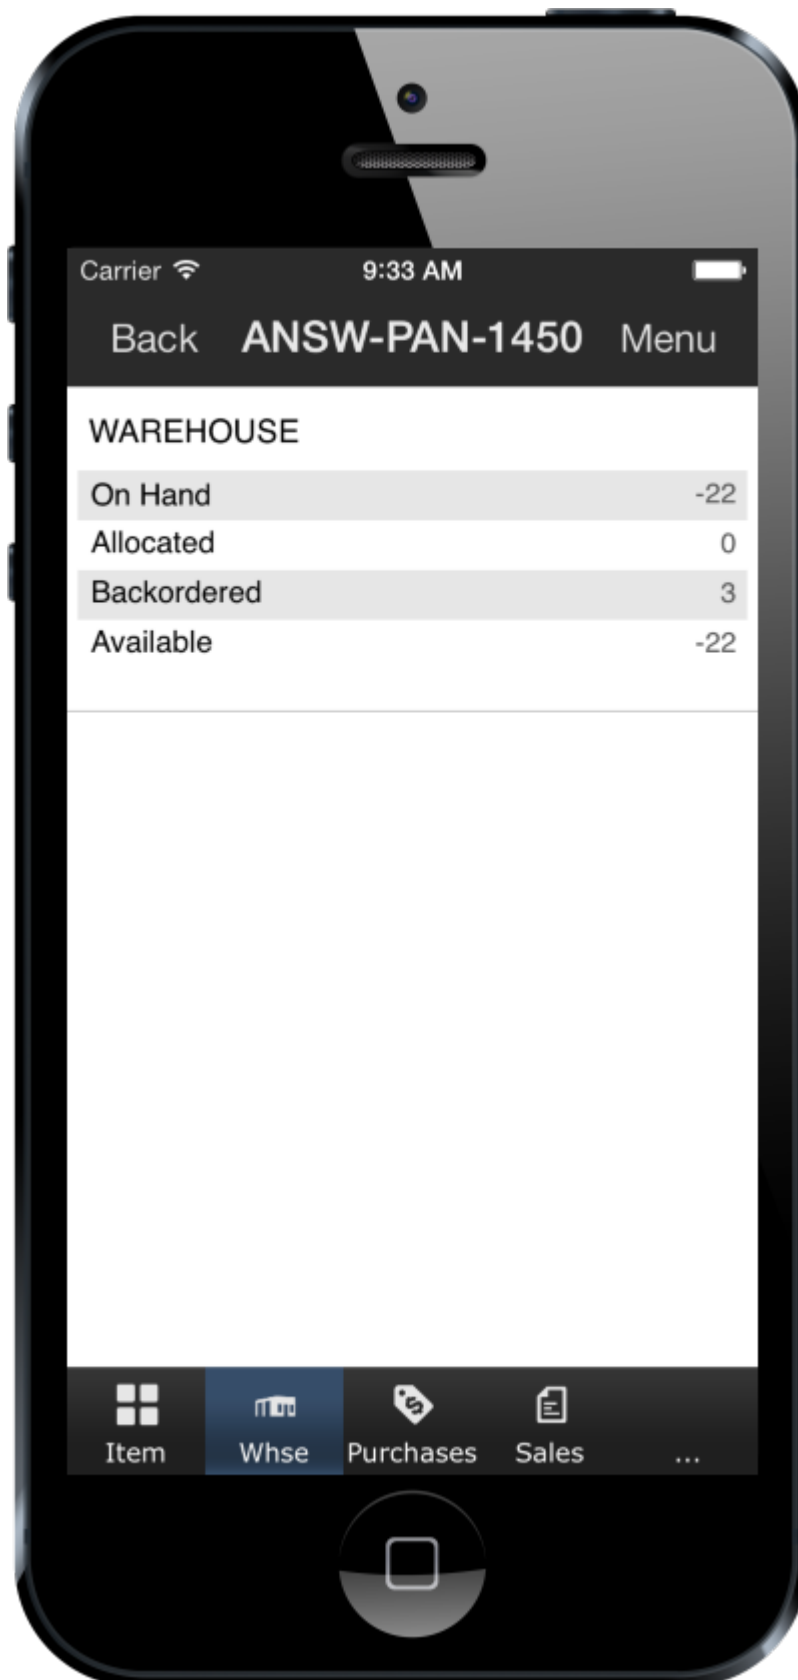 Carrier 9:33 AM
Back ANSW-PAN-1450 Menu
WAREHOUSE
On Hand -22
Allocated 0
Backordered 3
Available -22
Item Whse Purchases Sales ...